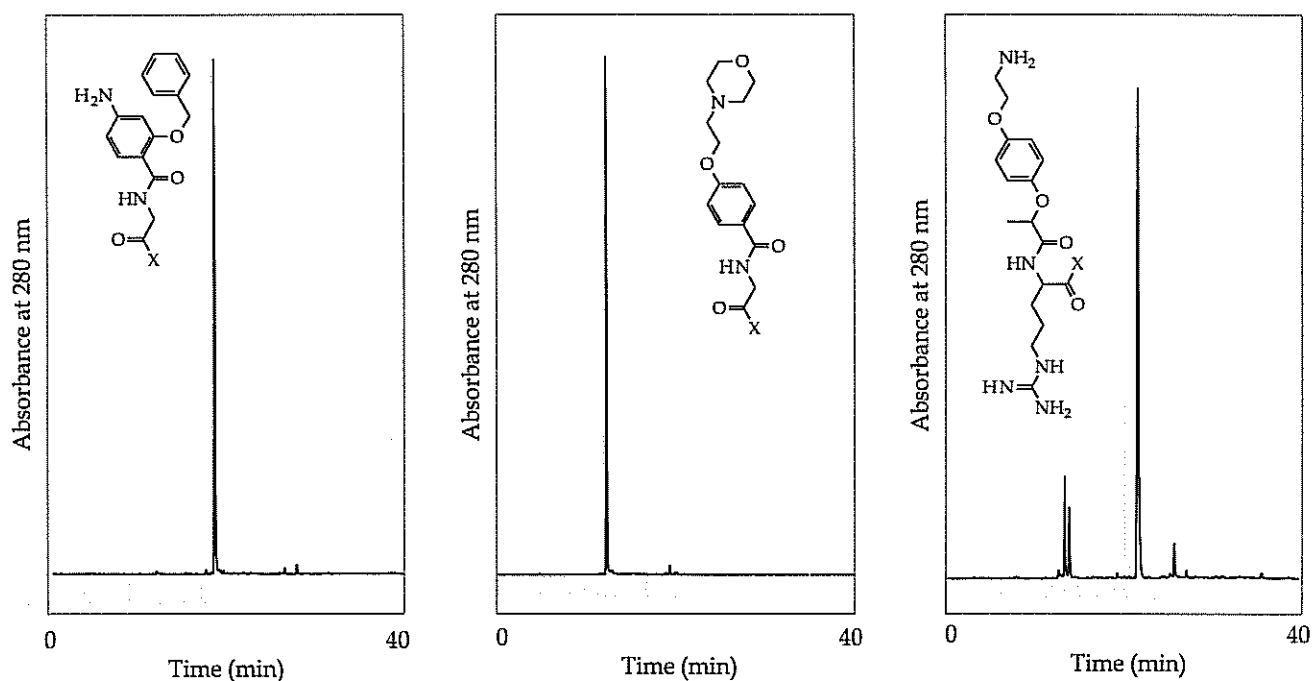 H₂N
O
HN
O
O
X
Absorbance at 280 nm
0
40
Time (min)
O
N
O
O
HN
O
X
Absorbance at 280 nm
0
40
Time (min)
NH₂
O
O
O
HN
X
O
NH
HN
NH₂
Absorbance at 280 nm
0
40
Time (min)